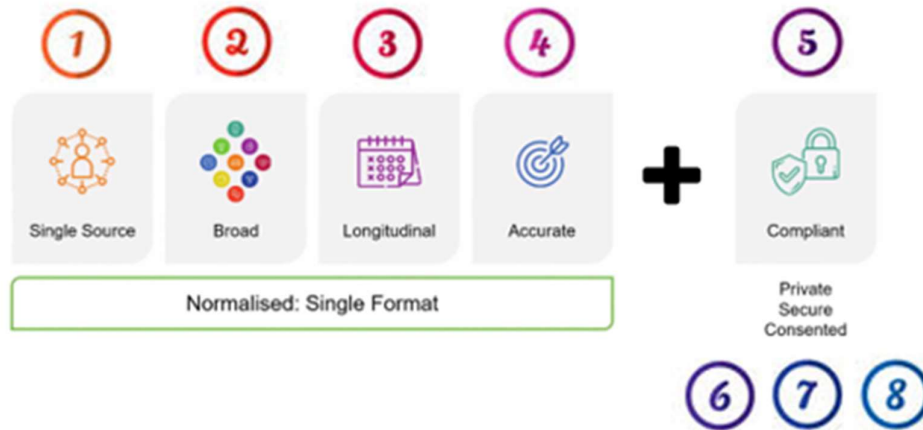 1 2 3 4 5
Single Source Broad Longitudinal Accurate Compliant
Normalised: Single Format
Private
Secure
Consented
6 7 8